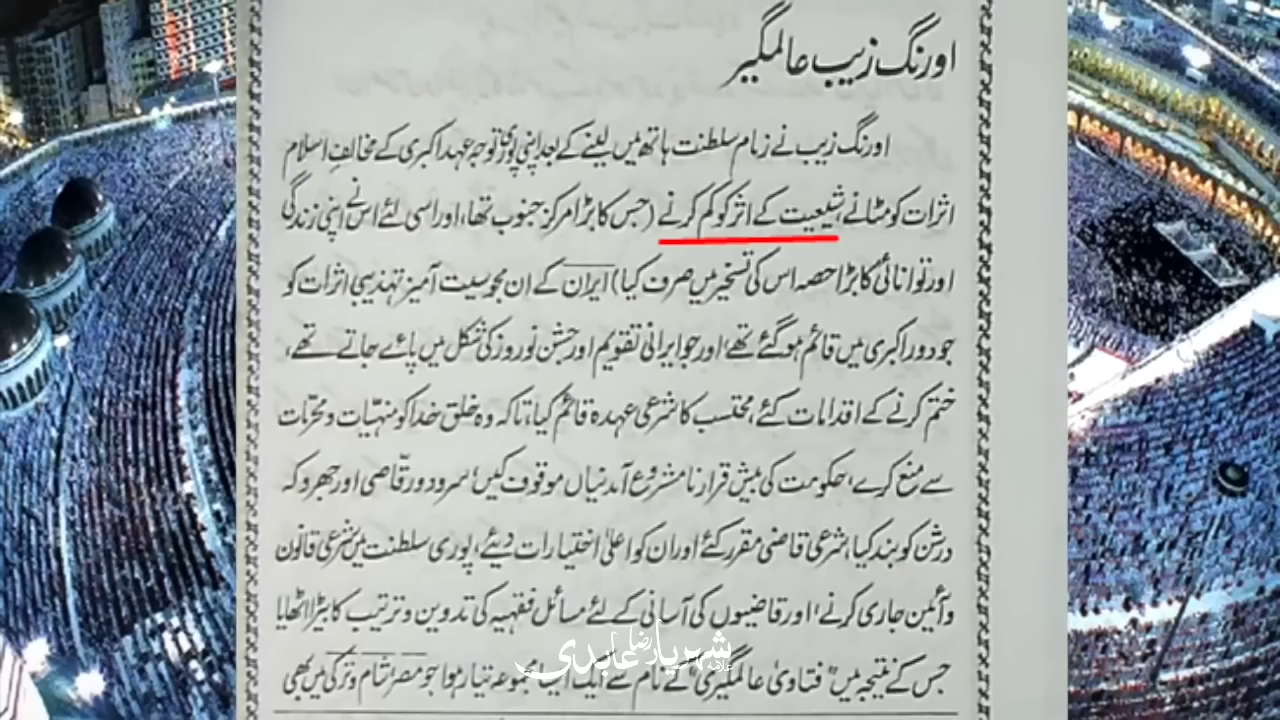 اورنگ زیب عالمگیر
اورنگ زیب نے زمام سلطنت ہاتھ میں لینے کے بعد اپنی پوری توجہ عہد اکبری کے مخالفِ اسلام
اثرات کو مٹانے، شیعیت کے اثر کو کم کرنے (جس کا بڑا مرکز جنوب تھا، اور اسی لئے اس نے اپنی زندگی
اور توانائی کا بڑا حصہ اس کی تسخیر میں صرف کیا) ایران کے ان مجوسیت آمیز تہذیبی اثرات کو
جو دور اکبری میں قائم ہو گئے تھے، اور جو ایرانی تقویم اور جشن نوروز کی شکل میں پائے جاتے تھے،
ختم کرنے کے اقدامات کئے، محتسب کا شرعی عہدہ قائم کیا، تاکہ وہ خلق خدا کو منہیات و محرمات
سے منع کرے، حکومت کی بیش قرار نامشروع آمدنیاں موقوف کیں، سرود و رقّاصی اور جھروکہ
درشن کو بند کیا، شرعی قاضی مقرر کئے اور ان کو اعلیٰ اختیارات دیئے، پوری سلطنت میں شرعی قانون
و آئین جاری کرنے، اور قاضیوں کی آسانی کے لئے مسائل فقہیہ کی تدوین و ترتیب کا بیڑا اٹھایا
جس کے نتیجہ میں "فتاویٰ عالمگیری" کے نام سے ایک ایسا مجموعہ تیار ہوا جو مصر، شام و ترکی میں بھی
علامہ شہریار رضا عابدی